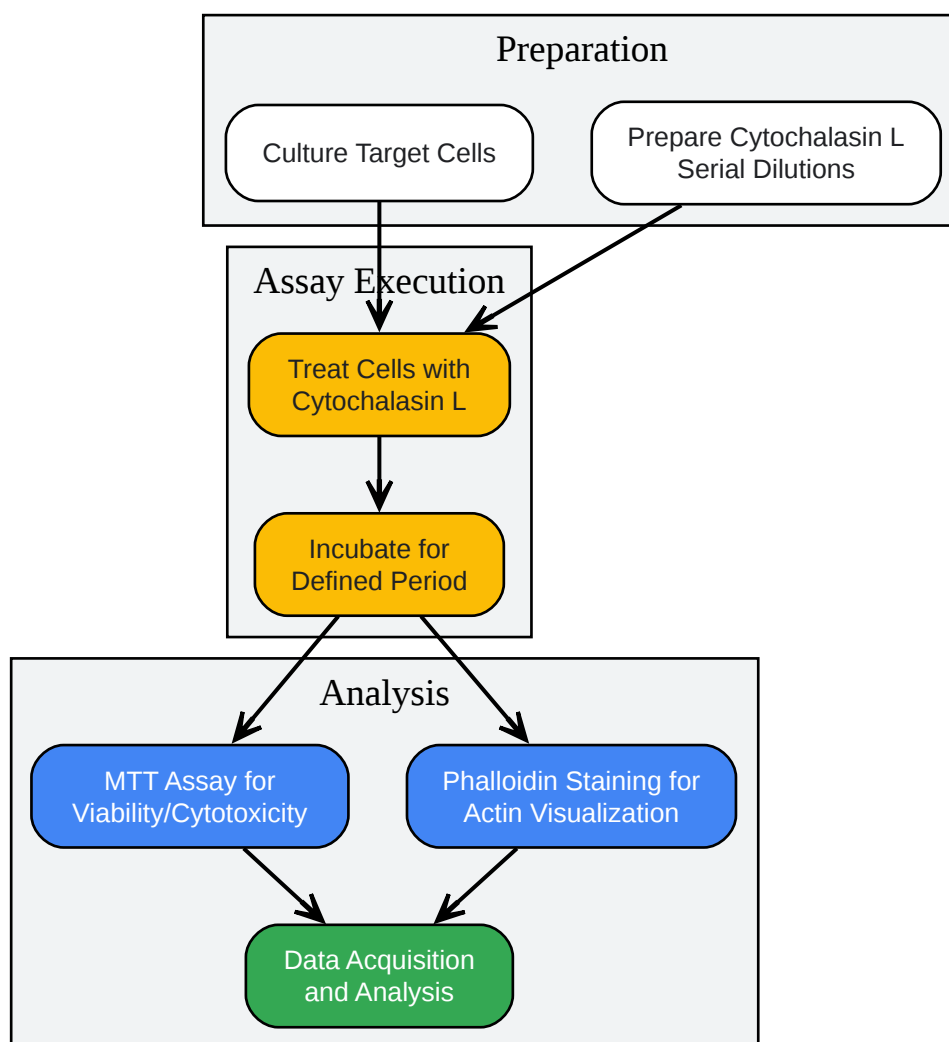 Preparation
Culture Target Cells
Prepare Cytochalasin L
Serial Dilutions
Assay Execution
Treat Cells with
Cytochalasin L
Incubate for
Defined Period
Analysis
MTT Assay for
Viability/Cytotoxicity
Phalloidin Staining for
Actin Visualization
Data Acquisition
and Analysis